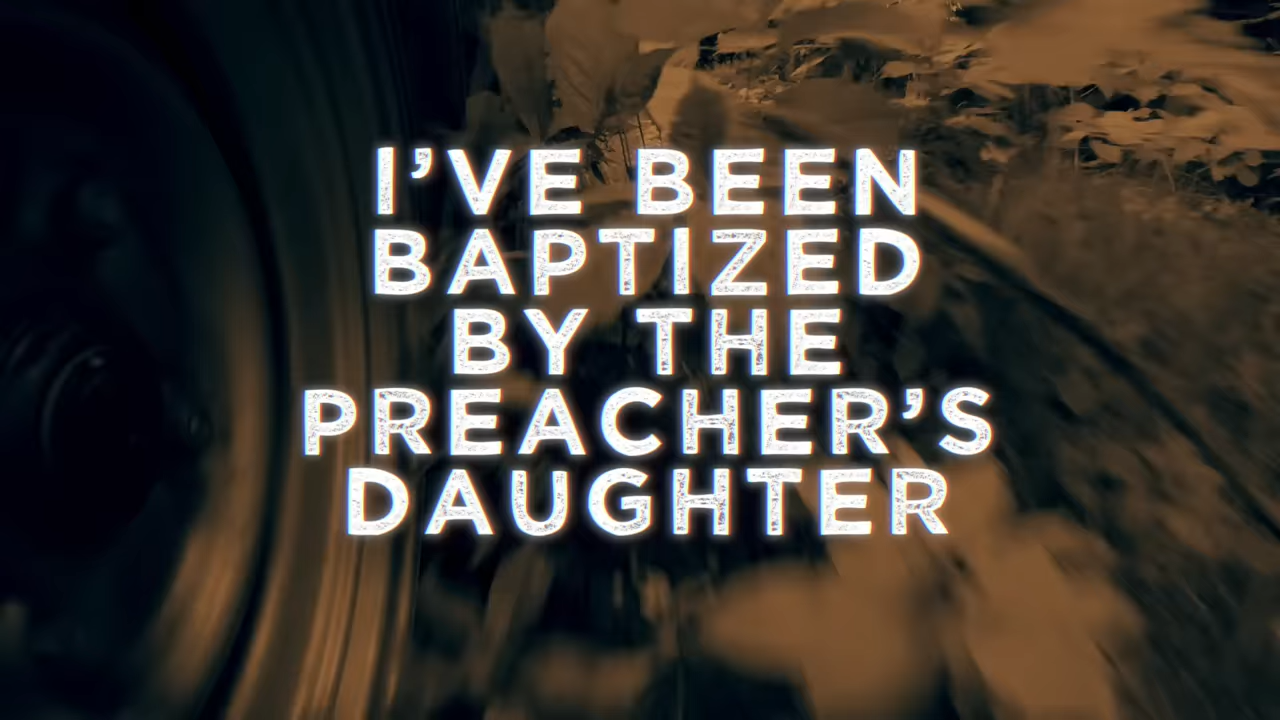 I’VE BEEN
BAPTIZED
BY THE
PREACHER’S
DAUGHTER